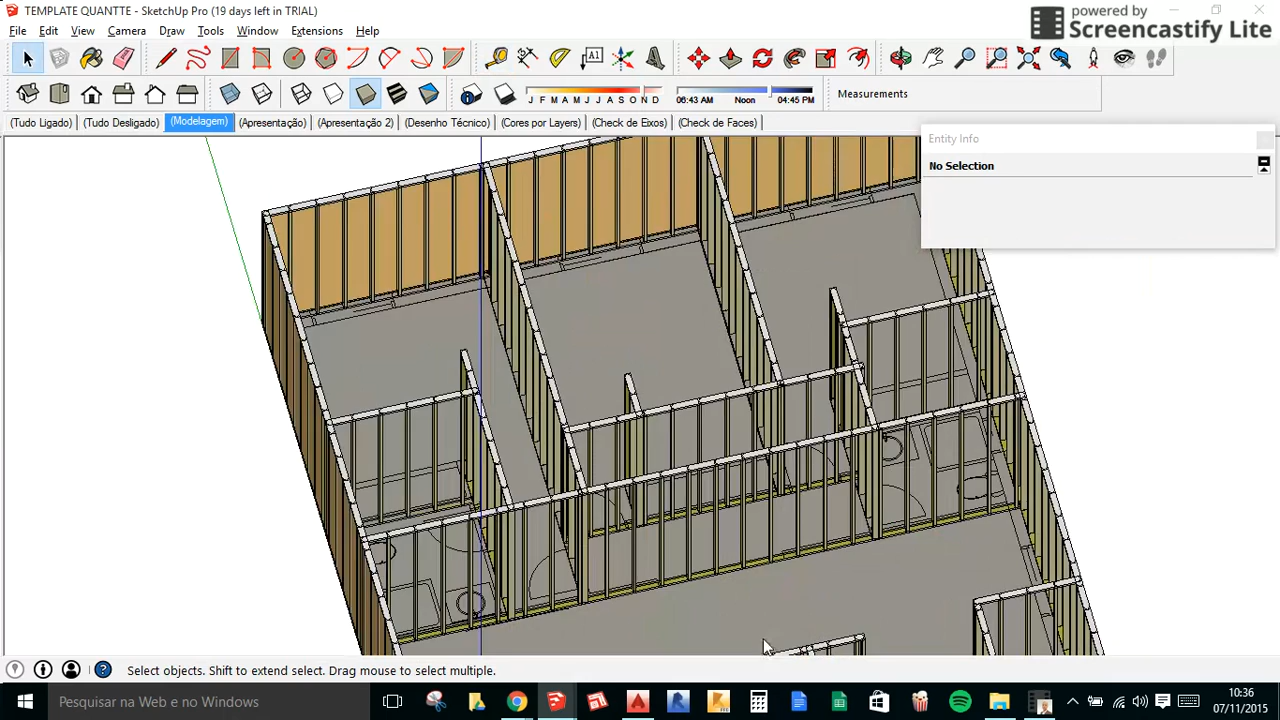 TEMPLATE QUANTTE - SketchUp Pro (19 days left in TRIAL)
powered by
Screencastify Lite
File Edit View Camera Draw Tools Window Extensions Help
A1
J F M A M J J A S O N D
06:43 AM Noon 04:45 PM
Measurements
(Tudo Ligado) (Tudo Desligado) (Modelagem) (Apresentação) (Apresentação 2) (Desenho Técnico) (Cores por Layers) (Check de Eixos) (Check de Faces)
Entity Info
No Selection
Select objects. Shift to extend select. Drag mouse to select multiple.
Pesquisar na Web e no Windows
10:36
07/11/2015